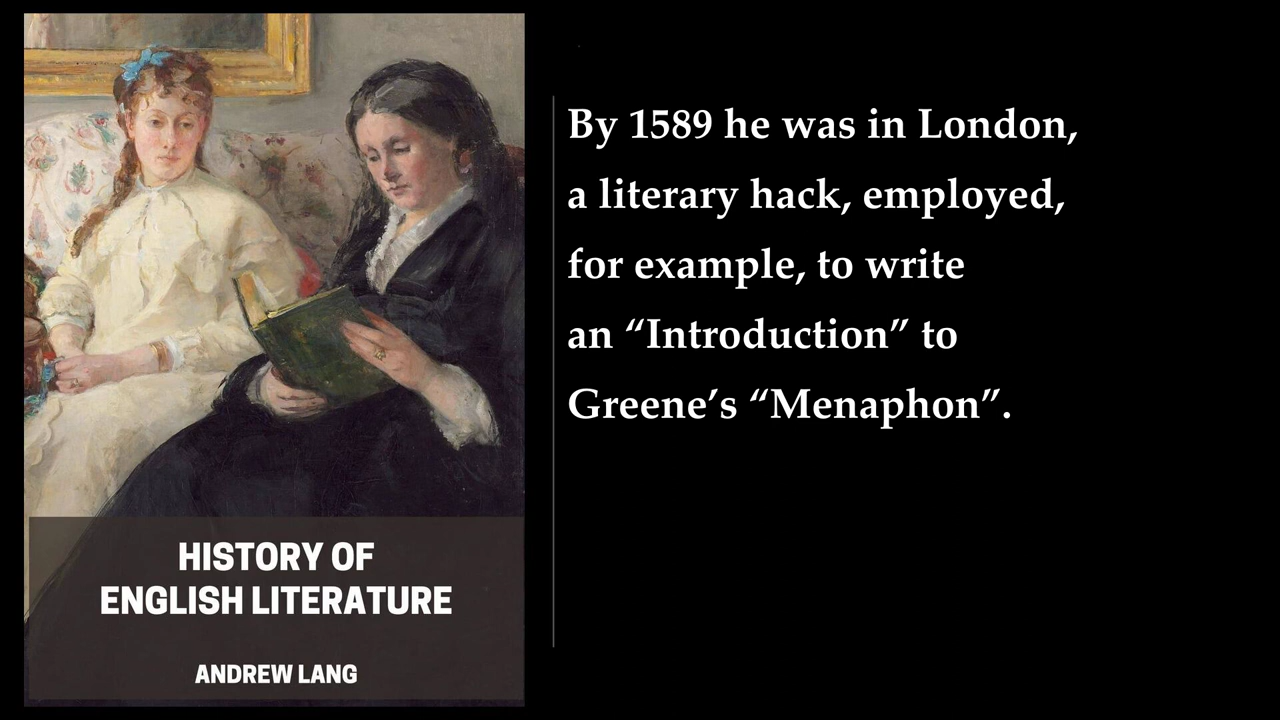 HISTORY OF
ENGLISH LITERATURE
ANDREW LANG
By 1589 he was in London,
a literary hack, employed,
for example, to write
an “Introduction” to
Greene’s “Menaphon”.